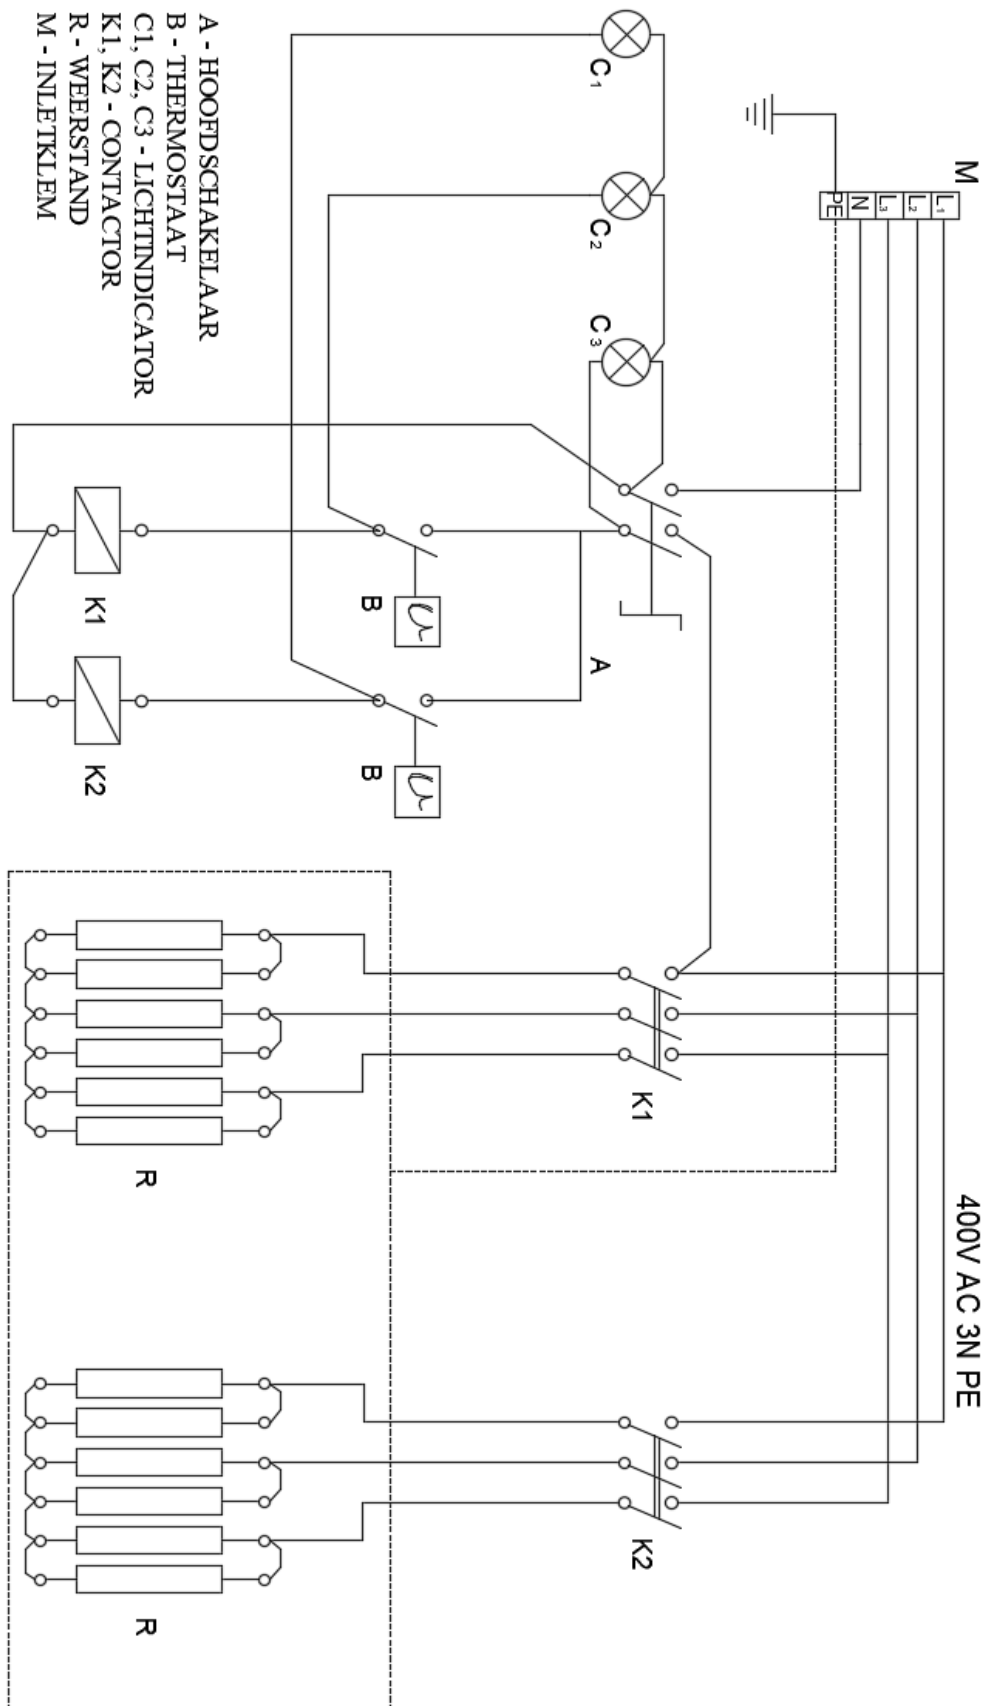 M
400V AC 3N PE
L1
L2
L3
N
PE
C1
C2
C3
A
B
B
K1
K2
K1
K2
R
R
A - HOOFDSCHAKELAAR
B - THERMOSTAAT
C1, C2, C3 - LICHTINDICATOR
K1, K2 - CONTACTOR
R - WEERSTAND
M - INLETKLEM